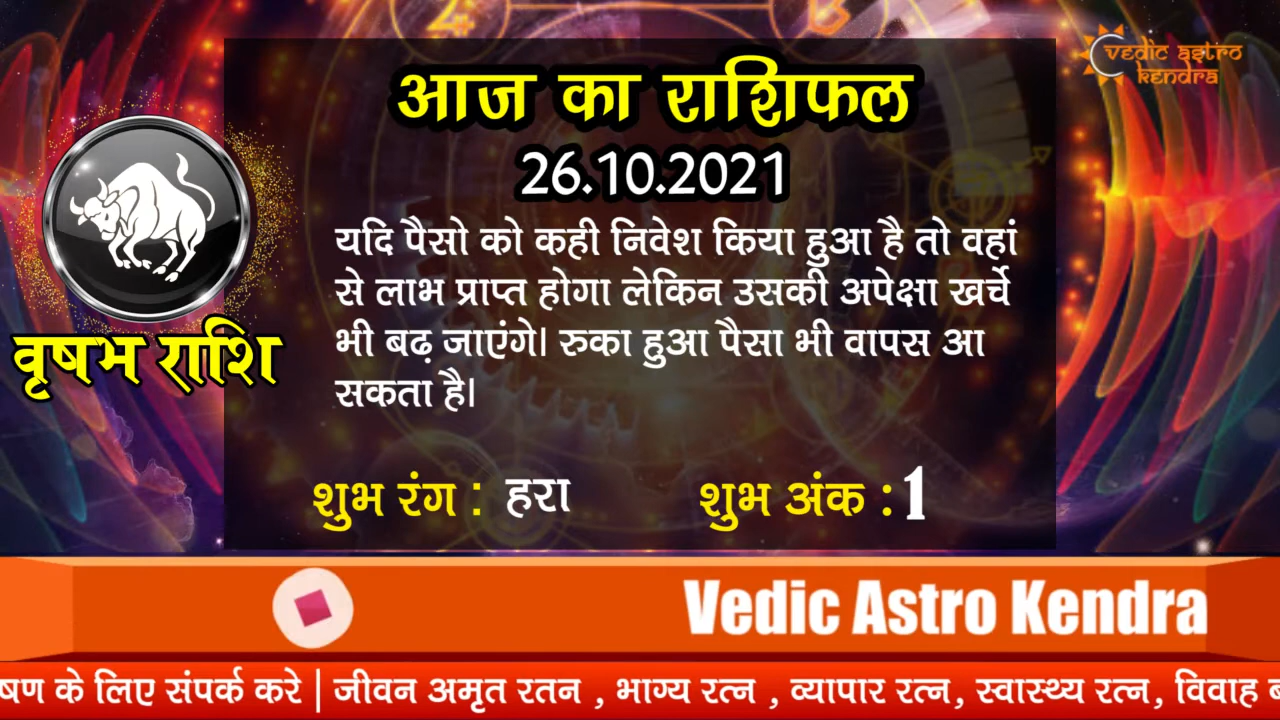 vedic astro
kendra
आज का राशिफल
26.10.2021
वृषभ राशि
यदि पैसो को कही निवेश किया हुआ है तो वहां
से लाभ प्राप्त होगा लेकिन उसकी अपेक्षा खर्चे
भी बढ़ जाएंगे। रुका हुआ पैसा भी वापस आ
सकता है।
शुभ रंग : हरा
शुभ अंक : 1
Vedic Astro Kendra
षण के लिए संपर्क करे | जीवन अमृत रतन , भाग्य रत्न , व्यापार रत्न, स्वास्थ्य रत्न, विवाह